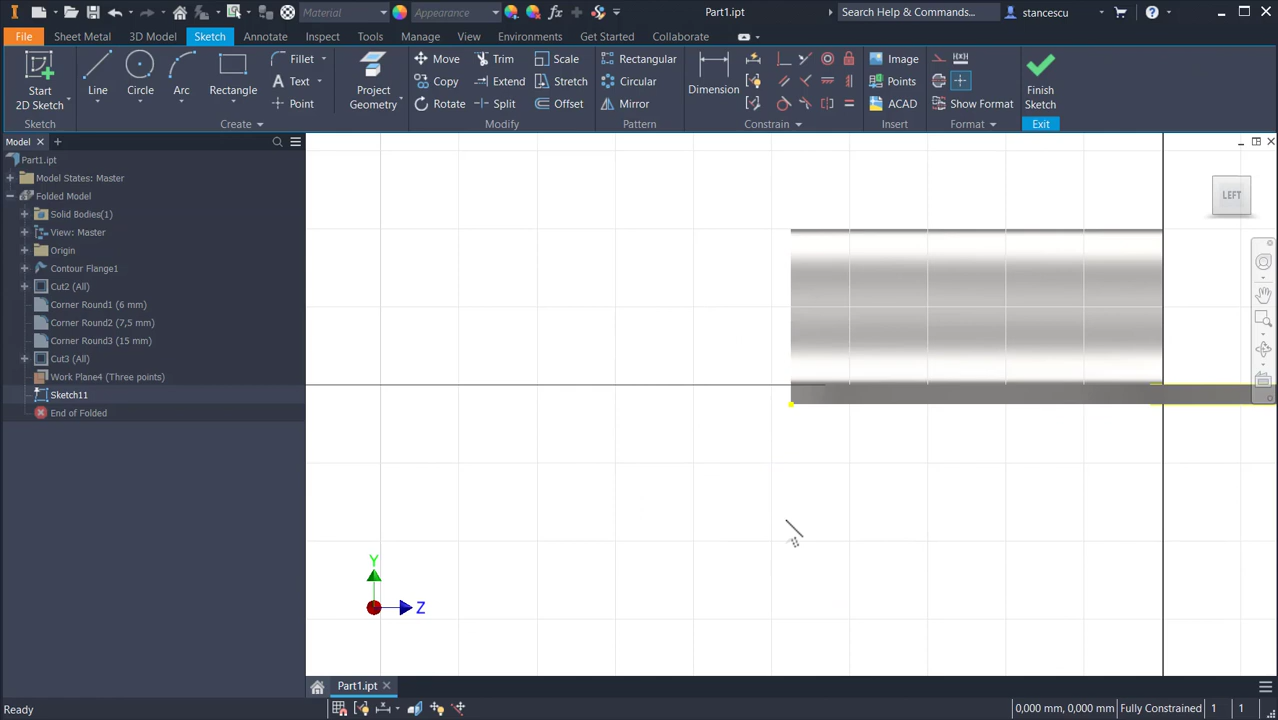 Material
Appearance
Part1.ipt
Search Help & Commands...
stancescu
File
Sheet Metal
3D Model
Sketch
Annotate
Inspect
Tools
Manage
View
Environments
Get Started
Collaborate
Start
2D Sketch
Line
Circle
Arc
Rectangle
Fillet
Text
Point
Project
Geometry
Move
Copy
Rotate
Trim
Extend
Split
Scale
Stretch
Offset
Rectangular
Circular
Mirror
Dimension
Image
Points
ACAD
Show Format
Finish
Sketch
Sketch
Create
Modify
Pattern
Constrain
Insert
Format
Exit
Model
Part1.ipt
Model States: Master
Folded Model
Solid Bodies(1)
View: Master
Origin
Contour Flange1
Cut2 (All)
Corner Round1 (6 mm)
Corner Round2 (7,5 mm)
Corner Round3 (15 mm)
Cut3 (All)
Work Plane4 (Three points)
Sketch11
End of Folded
LEFT
Y
Z
Part1.ipt
Ready
0,000 mm, 0,000 mm
Fully Constrained
1
1